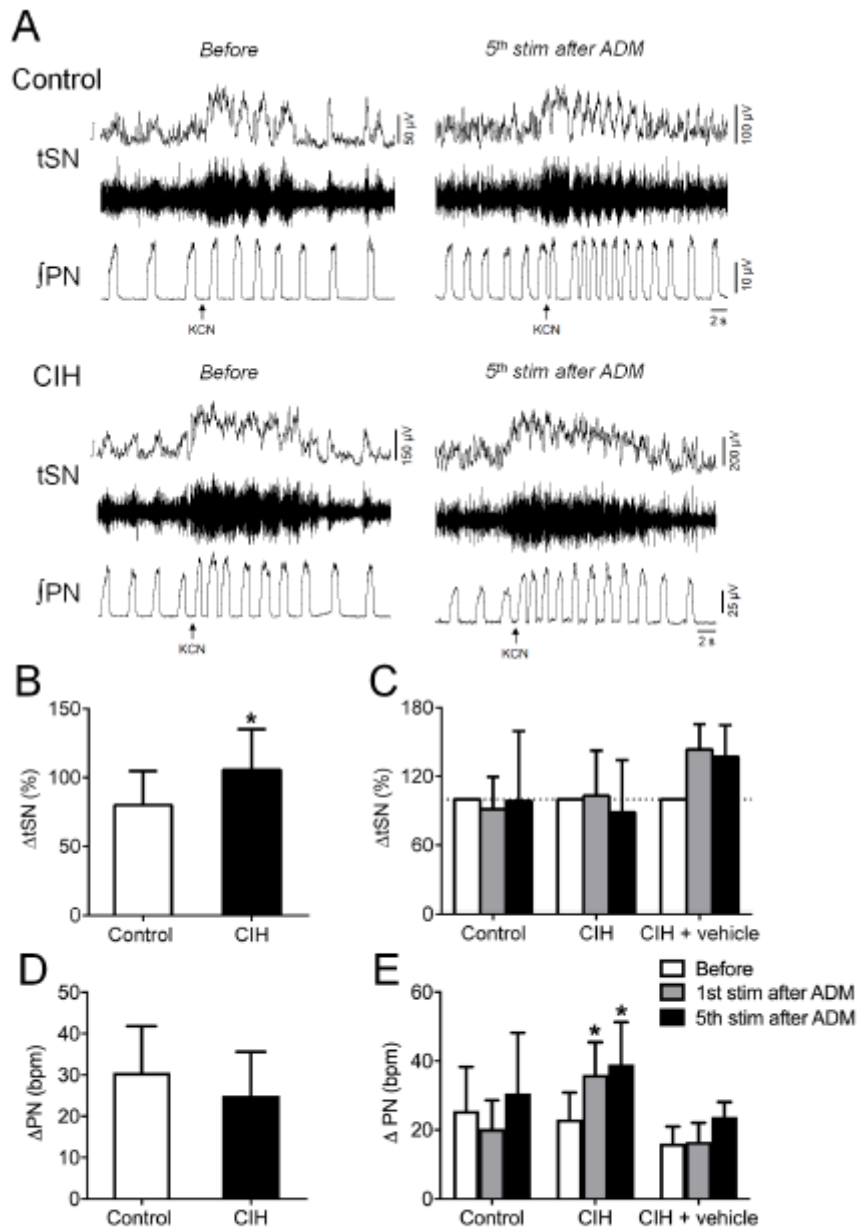 A
Before
5th stim after ADM
Control
50 µV
100 µV
tSN
∫PN
10 µV
KCN
KCN
2 s
CIH
Before
5th stim after ADM
150 µV
200 µV
tSN
∫PN
25 µV
KCN
KCN
2 s
B
ΔtSN (%)
150
100
50
0
*
Control
CIH
C
ΔtSN (%)
180
120
60
0
Control
CIH
CIH + vehicle
D
ΔPN (bpm)
50
40
30
20
10
0
Control
CIH
E
Before
1st stim after ADM
5th stim after ADM
Δ PN (bpm)
60
40
20
0
*
*
Control
CIH
CIH + vehicle